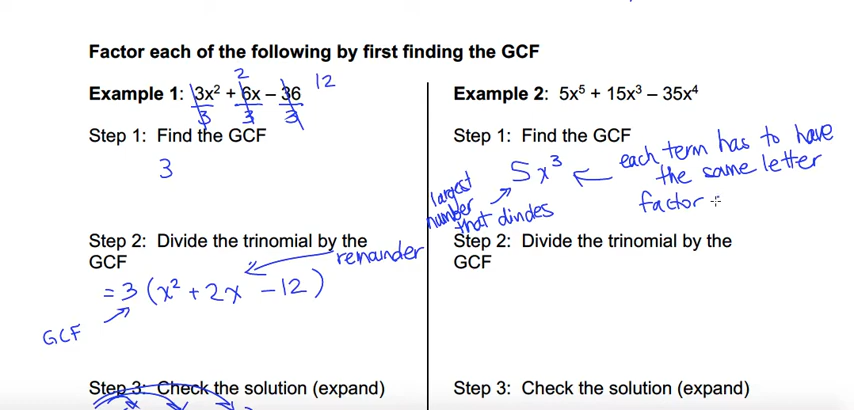 Factor each of the following by first finding the GCF
Example 1: 3x² + 6x – 36
2
12
3 3 3
Step 1: Find the GCF
3
Step 2: Divide the trinomial by the
GCF
remainder
= 3 (x² + 2x - 12)
GCF
Step 3: Check the solution (expand)
Example 2: 5x⁵ + 15x³ – 35x⁴
Step 1: Find the GCF
5x³
each term has to have
the same letter
factor
largest
number
that divides
Step 2: Divide the trinomial by the
GCF
Step 3: Check the solution (expand)